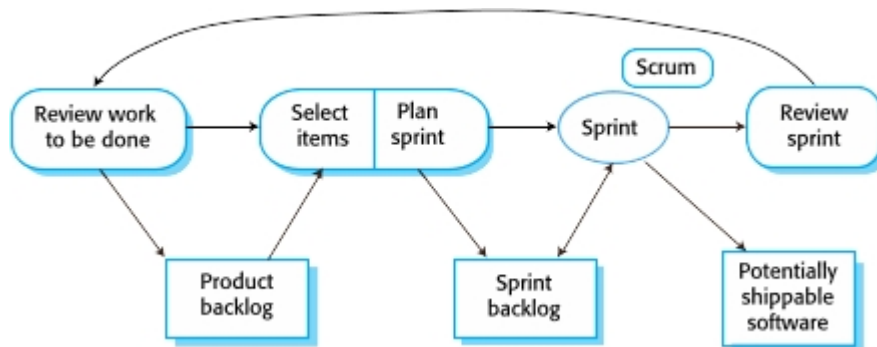 Scrum
Review work
to be done
Select
items
Plan
sprint
Sprint
Review
sprint
Product
backlog
Sprint
backlog
Potentially
shippable
software